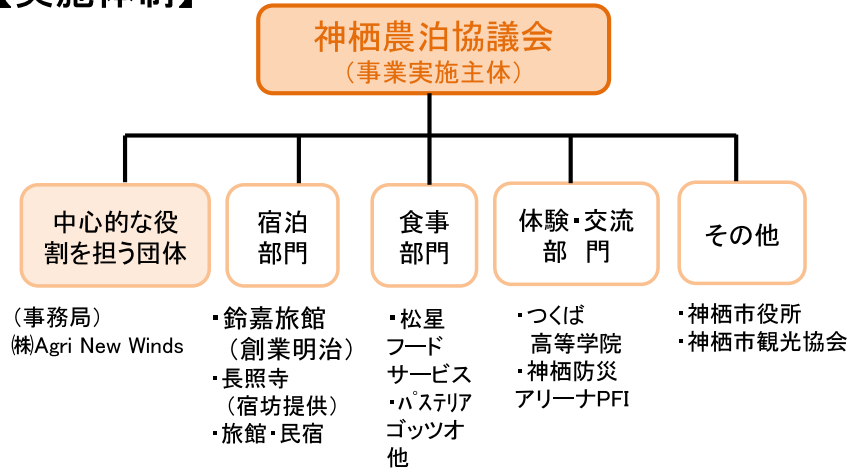 【実施体制】
神栖農泊協議会
(事業実施主体)
中心的な役
割を担う団体
宿泊
部門
食事
部門
体験・交流
部　門
その他
(事務局)
㈱Agri New Winds
・鈴嘉旅館
(創業明治)
・長照寺
(宿坊提供)
・旅館・民宿
・松星
フード
サービス
・パステリア
ゴッツオ
他
・つくば
高等学院
・神栖防災
アリーナPFI
・神栖市役所
・神栖市観光協会